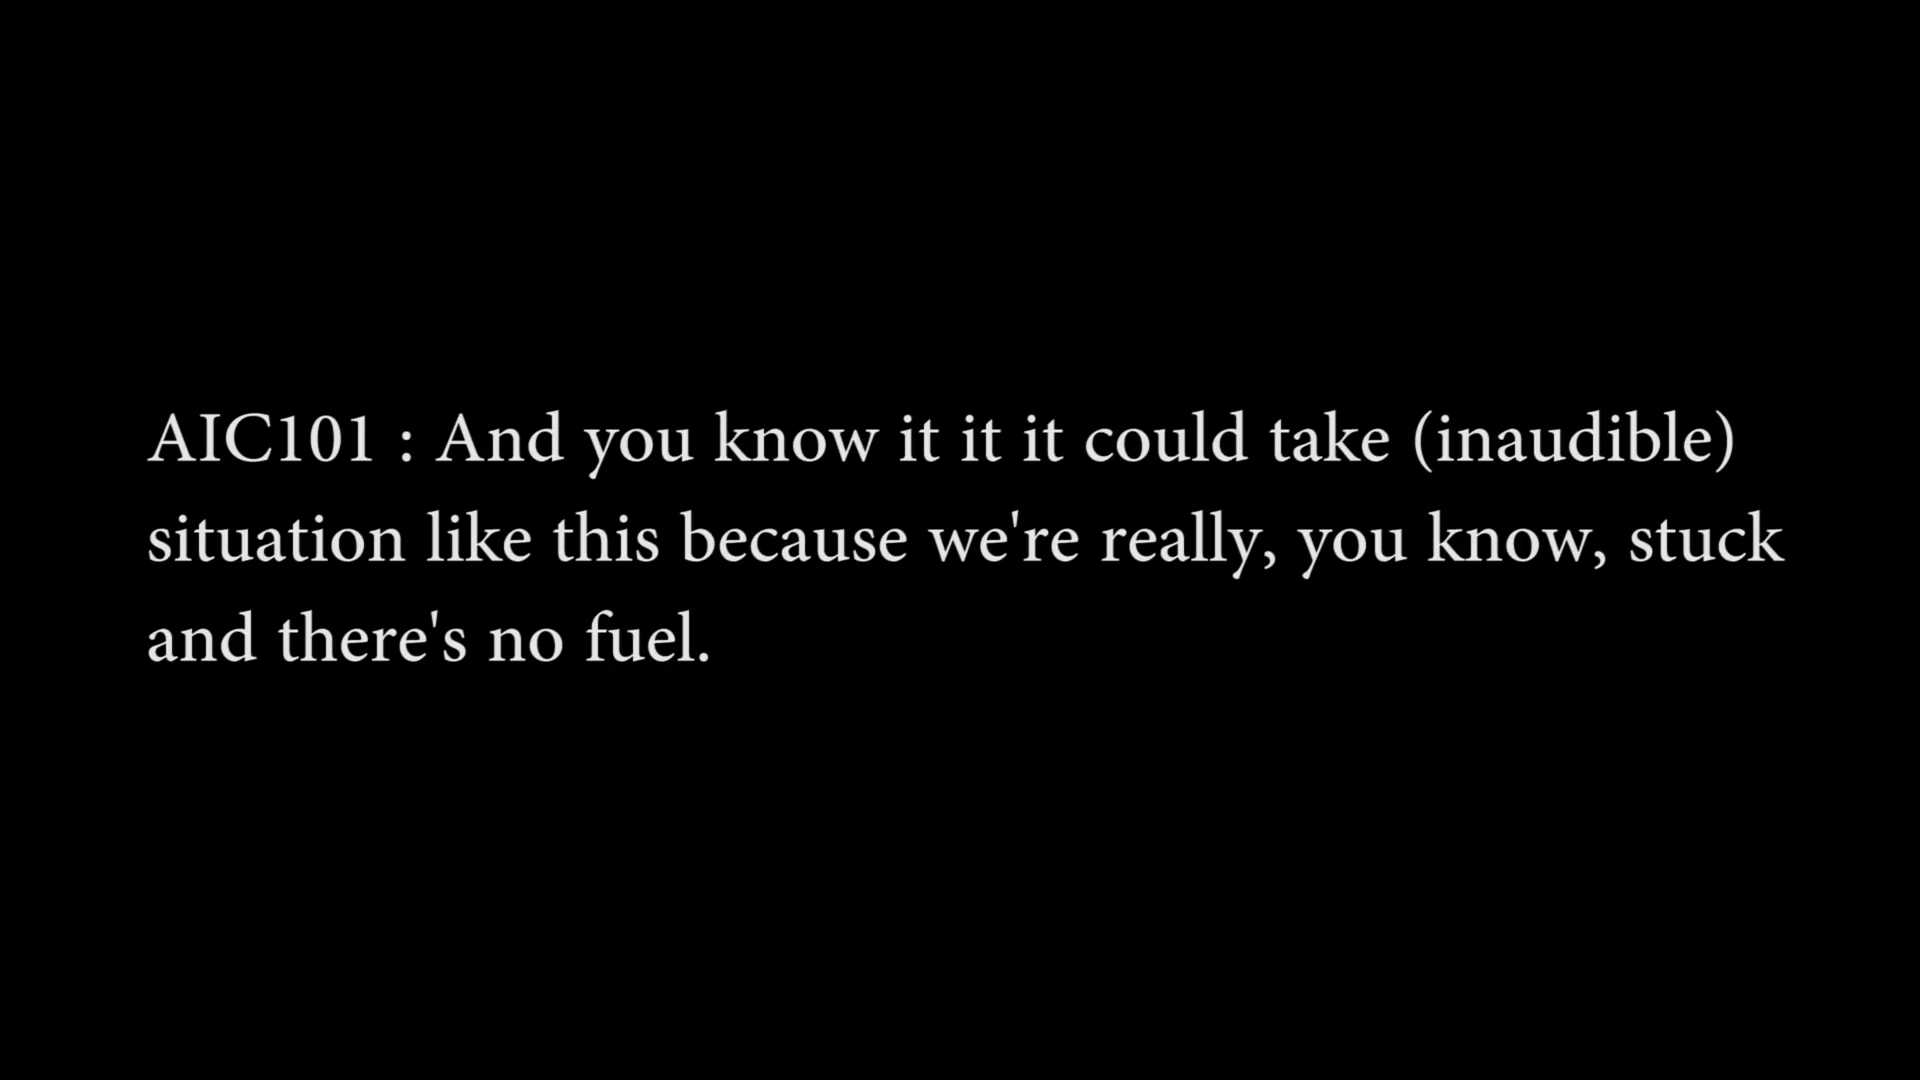 AIC101 : And you know it it it could take (inaudible)
situation like this because we're really, you know, stuck
and there's no fuel.